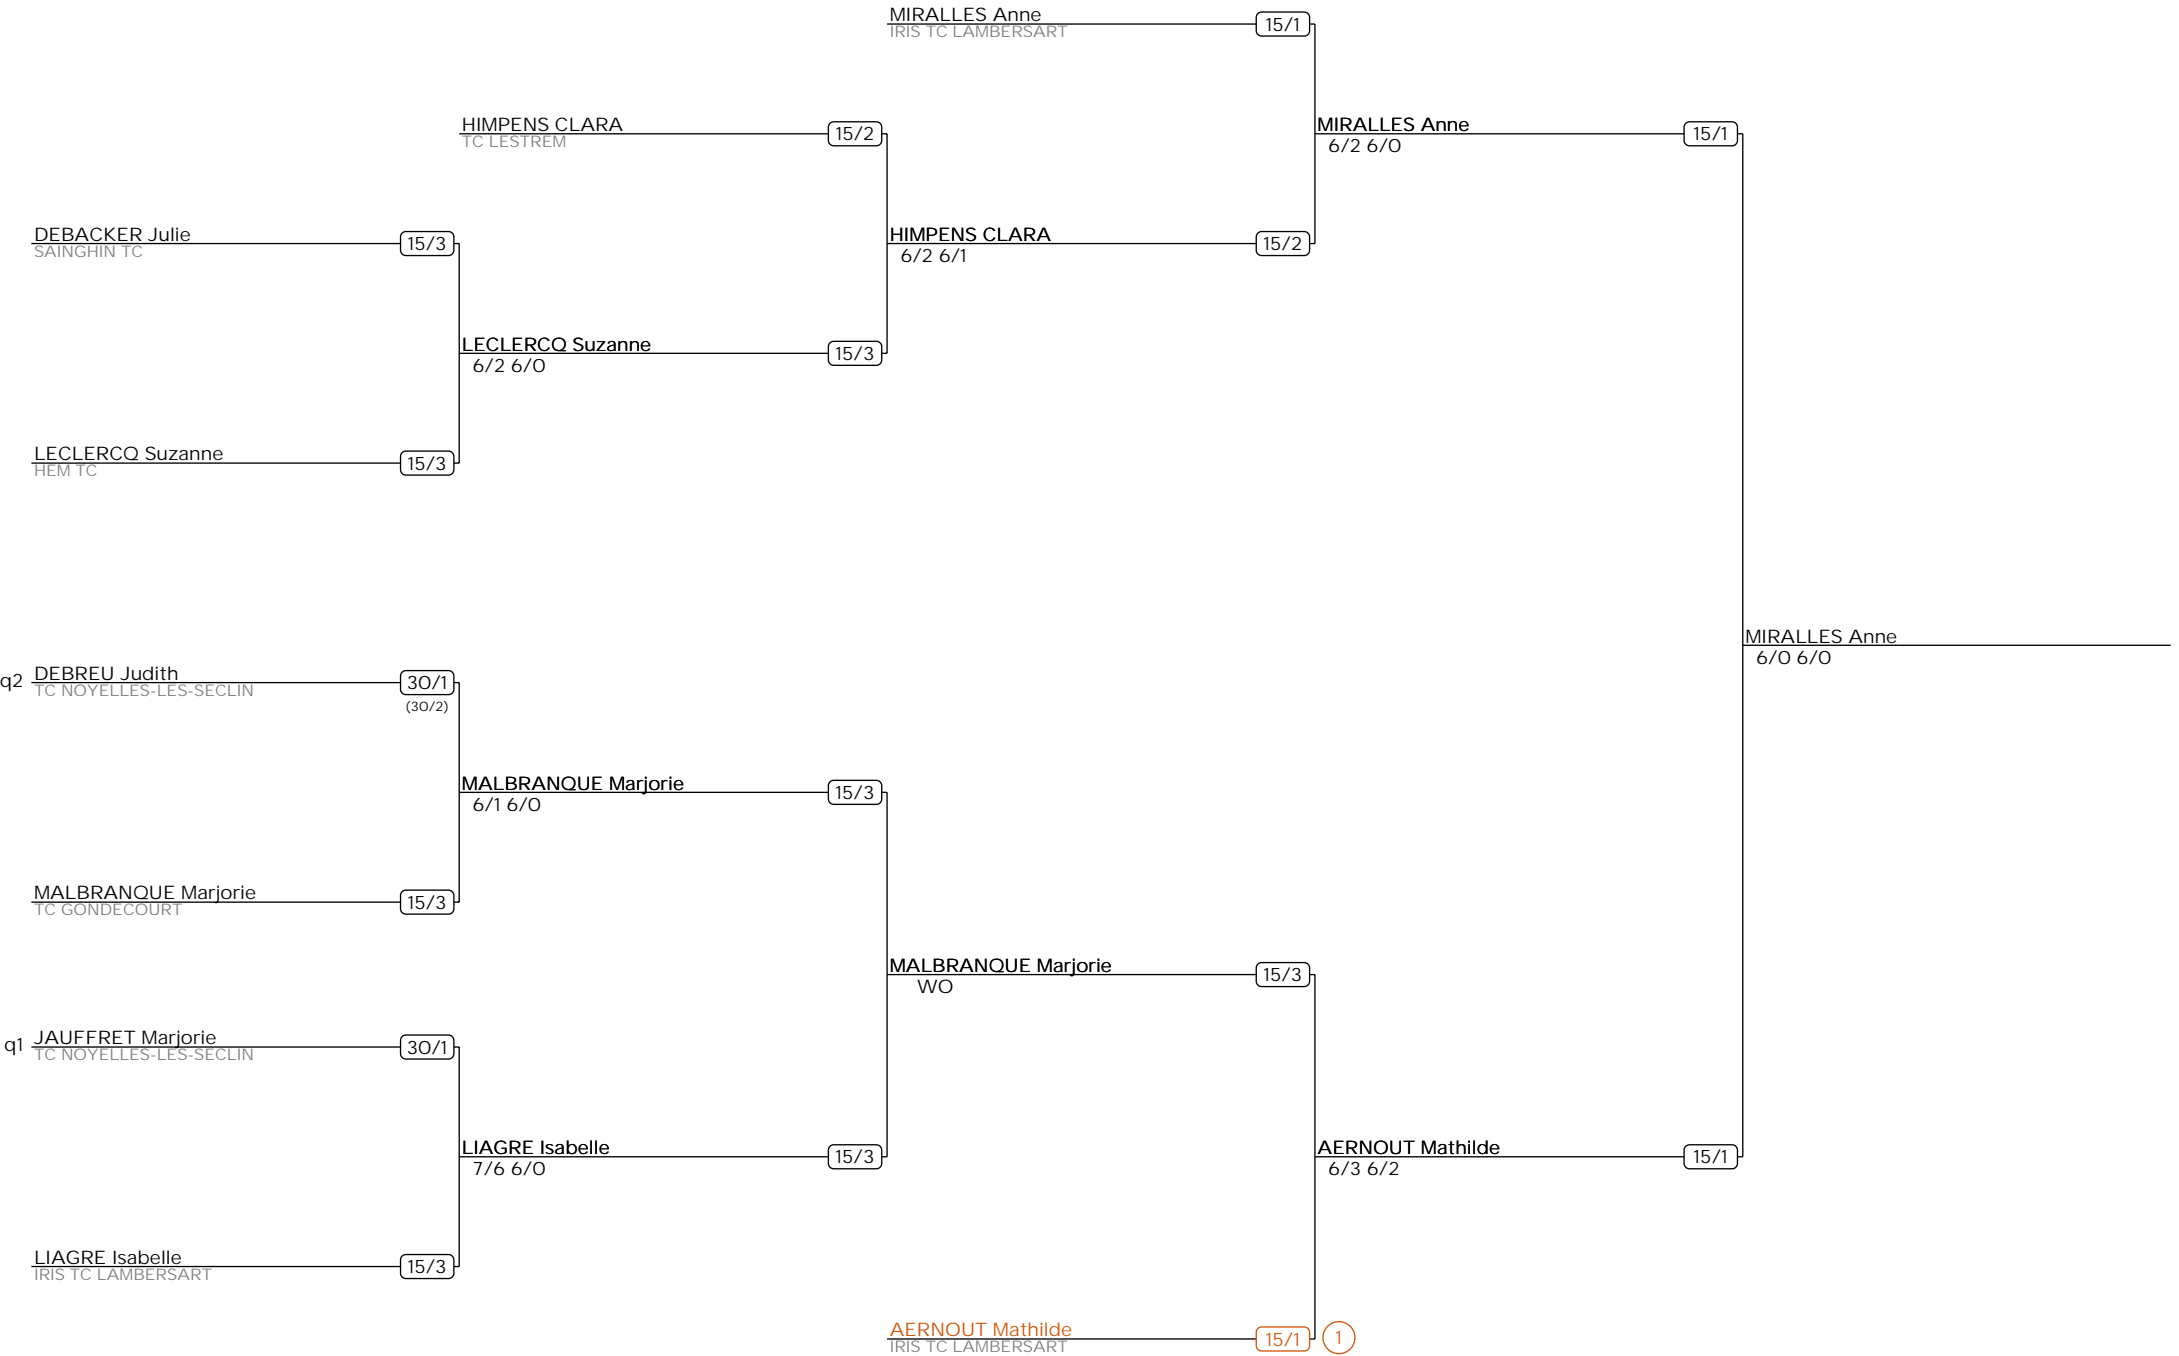 MIRALLES Anne
15/1
IRIS TC LAMBERSART
HIMPENS CLARA
15/2
TC LESTREM
MIRALLES Anne
15/1
6/2 6/0
DEBACKER Julie
15/3
SAINGHIN TC
HIMPENS CLARA
15/2
6/2 6/1
LECLERCQ Suzanne
15/3
6/2 6/0
LECLERCQ Suzanne
15/3
HEM TC
MIRALLES Anne
6/0 6/0
q2 DEBREU Judith
30/1
TC NOYELLES-LES-SECLIN
(30/2)
MALBRANQUE Marjorie
15/3
6/1 6/0
MALBRANQUE Marjorie
15/3
TC GONDECOURT
MALBRANQUE Marjorie
15/3
WO
q1 JAUFFRET Marjorie
30/1
TC NOYELLES-LES-SECLIN
LIAGRE Isabelle
15/3
7/6 6/0
AERNOUT Mathilde
15/1
6/3 6/2
LIAGRE Isabelle
15/3
IRIS TC LAMBERSART
AERNOUT Mathilde
15/1
1
IRIS TC LAMBERSART